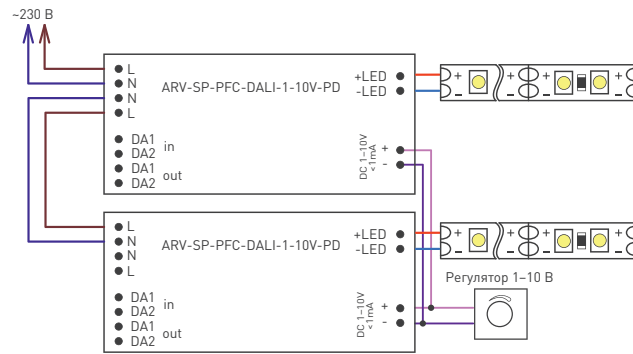 ~230 В
L
N
N
L
ARV-SP-PFC-DALI-1-10V-PD
+LED
-LED
DA1
DA2
in
DA1
DA2
out
DC 1-10V
<1mA
+
-
+ + +
- - -
L
N
N
L
ARV-SP-PFC-DALI-1-10V-PD
+LED
-LED
DA1
DA2
in
DA1
DA2
out
DC 1-10V
<1mA
+
-
+ + +
- - -
Регулятор 1–10 В